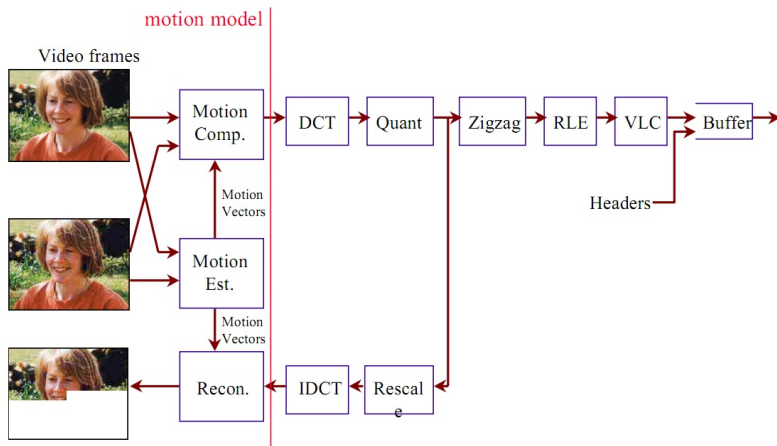 motion model
Video frames
Motion
Comp.
DCT
Quant
Zigzag
RLE
VLC
Buffer
Motion
Vectors
Headers
Motion
Est.
Motion
Vectors
Recon.
IDCT
Rescal
e